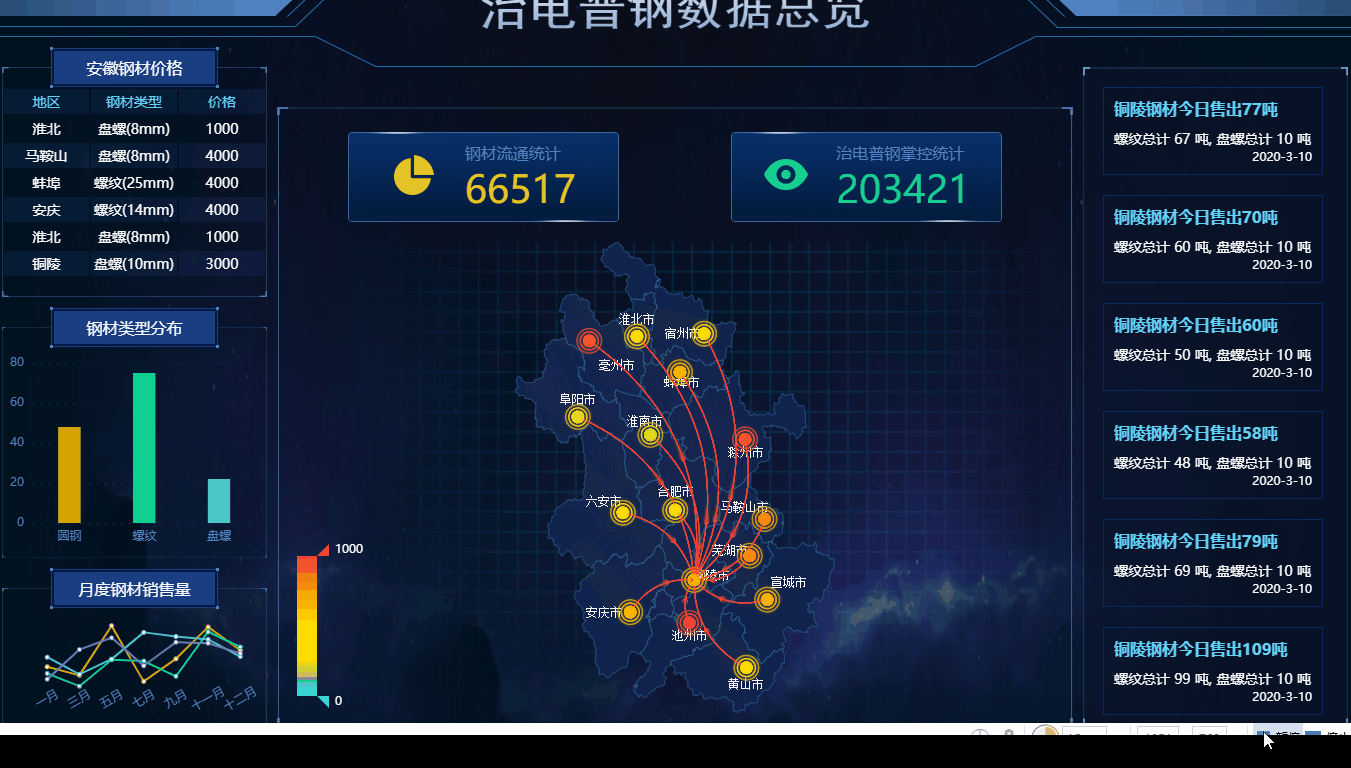 治电普钢数据总览
安徽钢材价格
地区 钢材类型 价格
淮北 盘螺(8mm) 1000
马鞍山 盘螺(8mm) 4000
蚌埠 螺纹(25mm) 4000
安庆 螺纹(14mm) 4000
淮北 盘螺(8mm) 1000
铜陵 盘螺(10mm) 3000
钢材类型分布
80
60
40
20
0
圆钢 螺纹 盘螺
月度钢材销售量
一月 三月 五月 七月 九月 十一月 十二月
钢材流通统计
66517
治电普钢掌控统计
203421
淮北市
宿州市
亳州市
蚌埠市
阜阳市
淮南市
滁州市
合肥市
六安市
马鞍山市
芜湖市
陵市
宣城市
安庆市
池州市
黄山市
1000
0
铜陵钢材今日售出77吨
螺纹总计 67 吨, 盘螺总计 10 吨
2020-3-10
铜陵钢材今日售出70吨
螺纹总计 60 吨, 盘螺总计 10 吨
2020-3-10
铜陵钢材今日售出60吨
螺纹总计 50 吨, 盘螺总计 10 吨
2020-3-10
铜陵钢材今日售出58吨
螺纹总计 48 吨, 盘螺总计 10 吨
2020-3-10
铜陵钢材今日售出79吨
螺纹总计 69 吨, 盘螺总计 10 吨
2020-3-10
铜陵钢材今日售出109吨
螺纹总计 99 吨, 盘螺总计 10 吨
2020-3-10